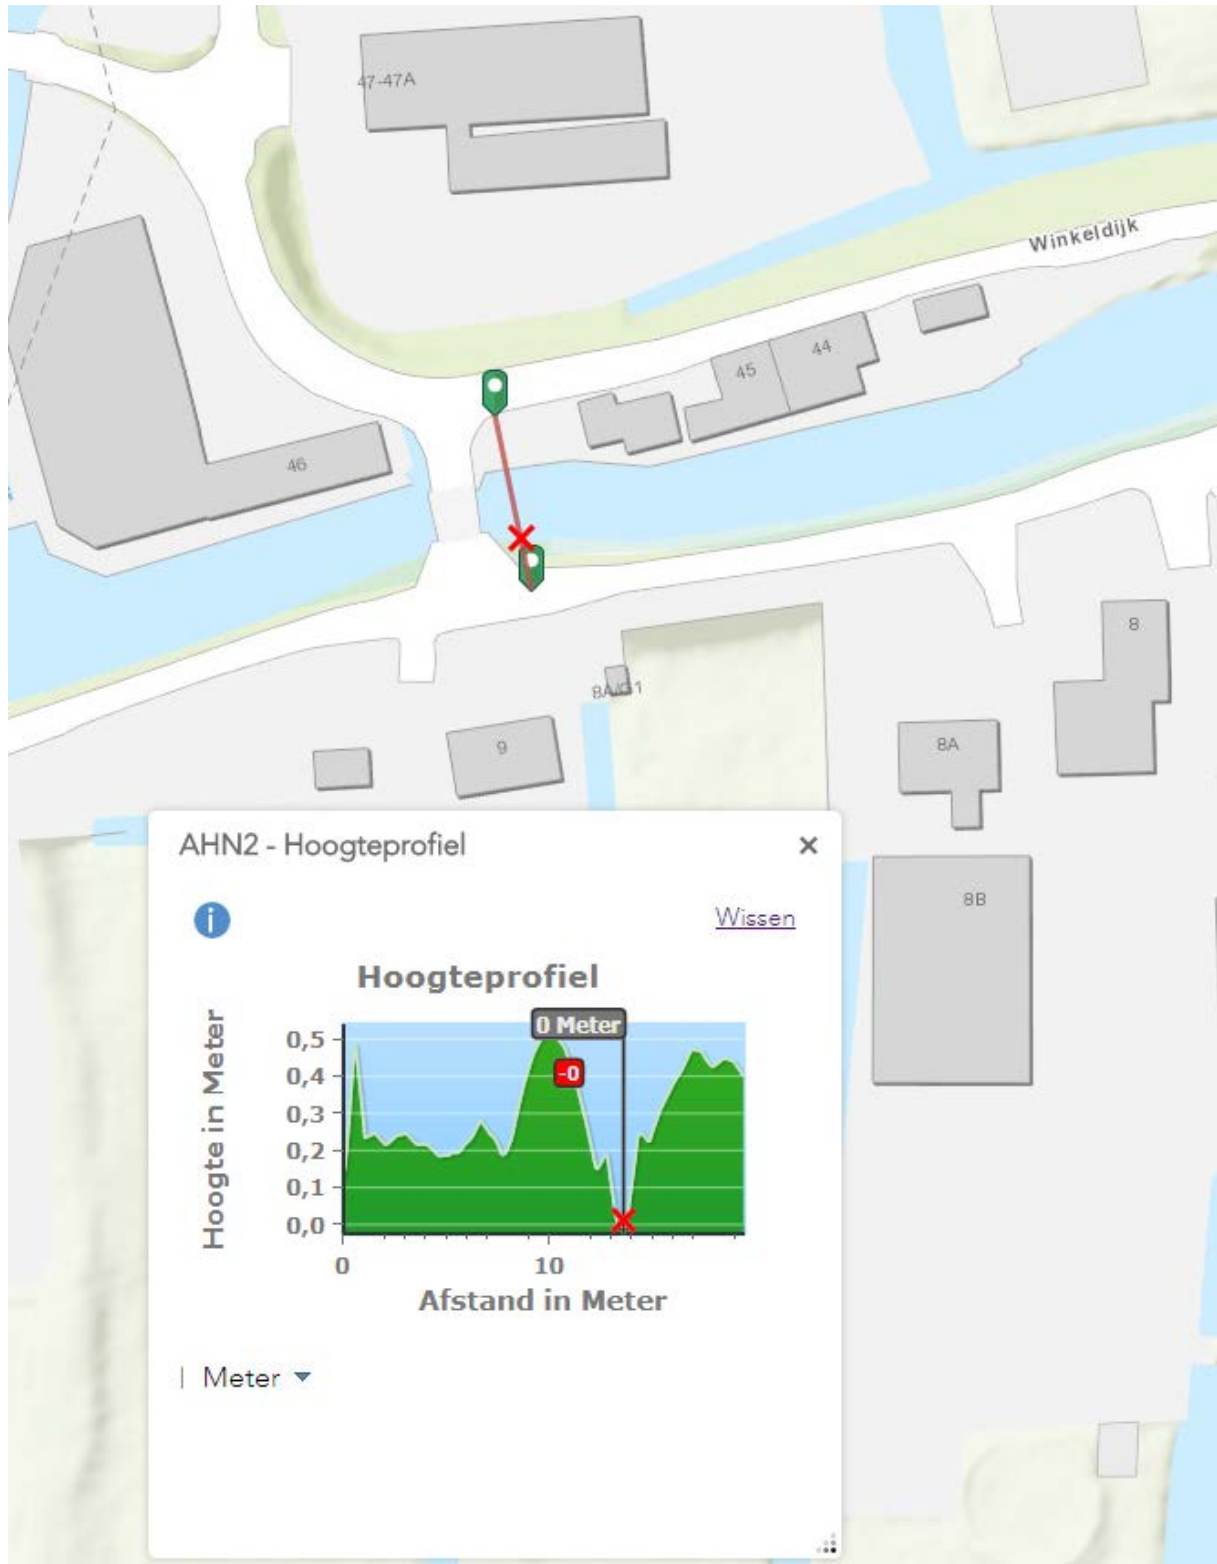 47-47A
Winkeldijk
44
45
46
8
8A/G1
9
8A
8B
AHN2 - Hoogteprofiel
Wissen
Hoogteprofiel
Hoogte in Meter
0 Meter
-0
0,5
0,4
0,3
0,2
0,1
0,0
0
10
Afstand in Meter
| Meter